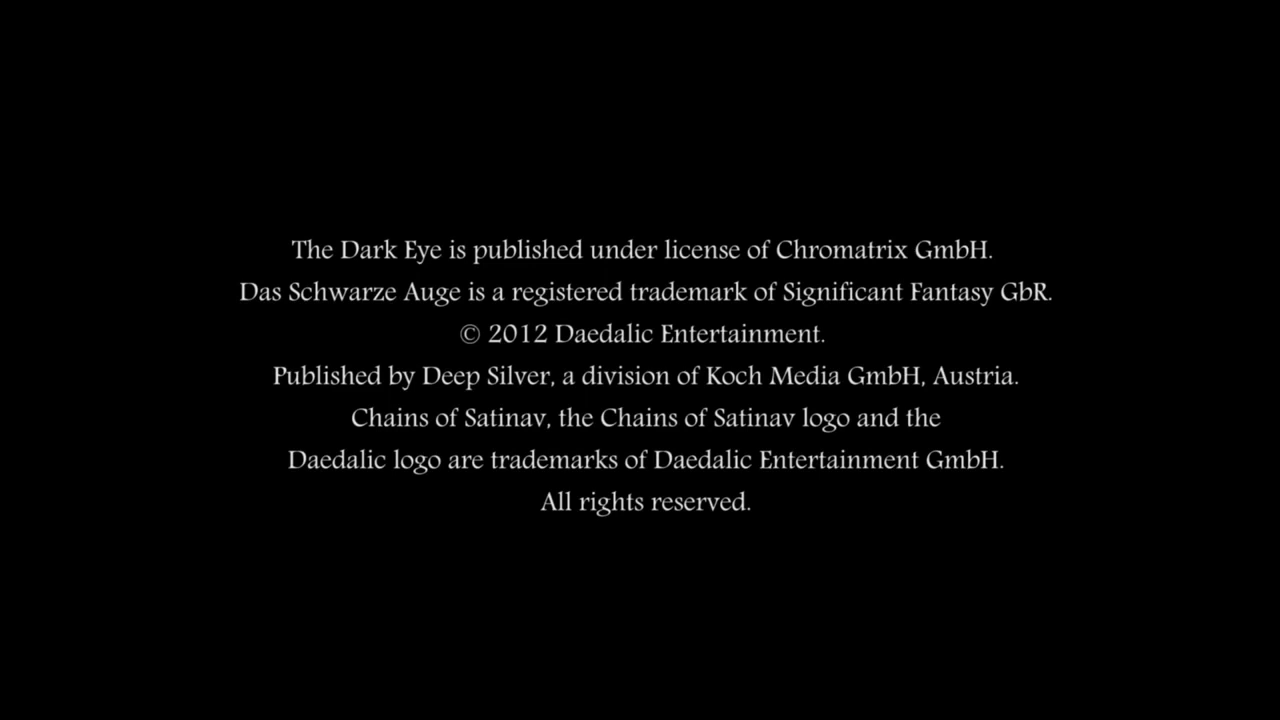 The Dark Eye is published under license of Chromatrix GmbH.
Das Schwarze Auge is a registered trademark of Significant Fantasy GbR.
© 2012 Daedalic Entertainment.
Published by Deep Silver, a division of Koch Media GmbH, Austria.
Chains of Satinav, the Chains of Satinav logo and the
Daedalic logo are trademarks of Daedalic Entertainment GmbH.
All rights reserved.